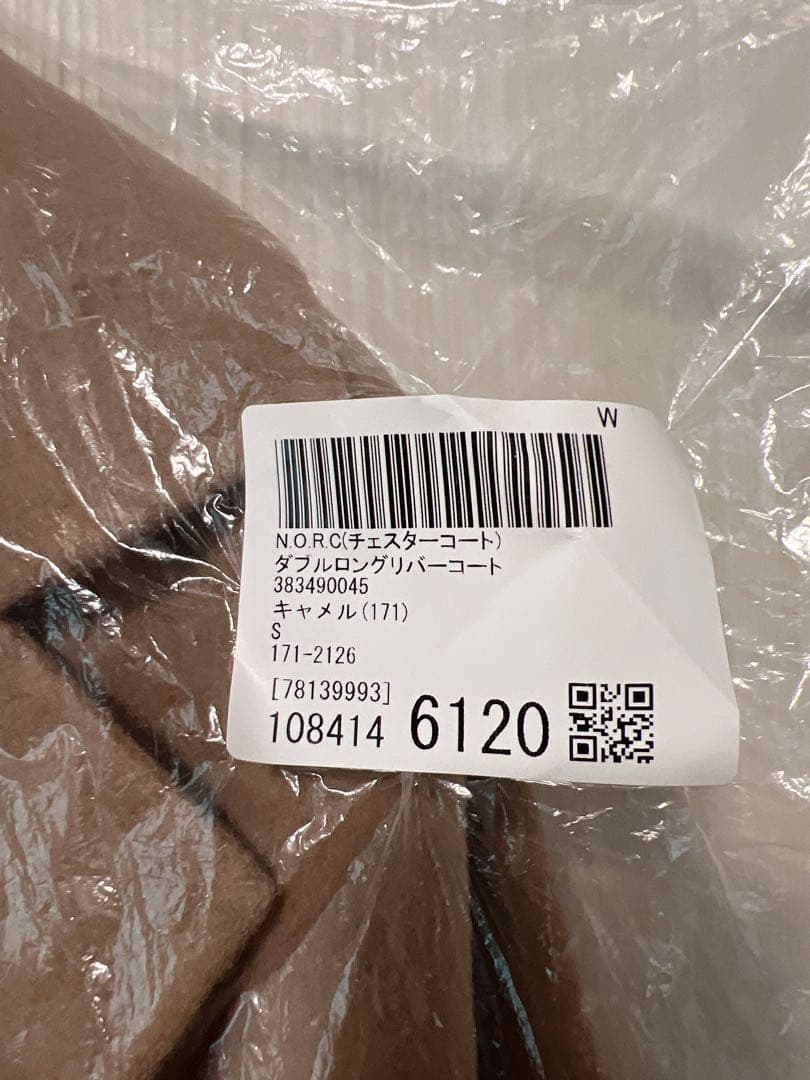 W
N.O.R.C(チェスターコート)
ダブルロングリバーコート
383490045
キャメル(171)
S
171-2126
[78139993]
108414 6120